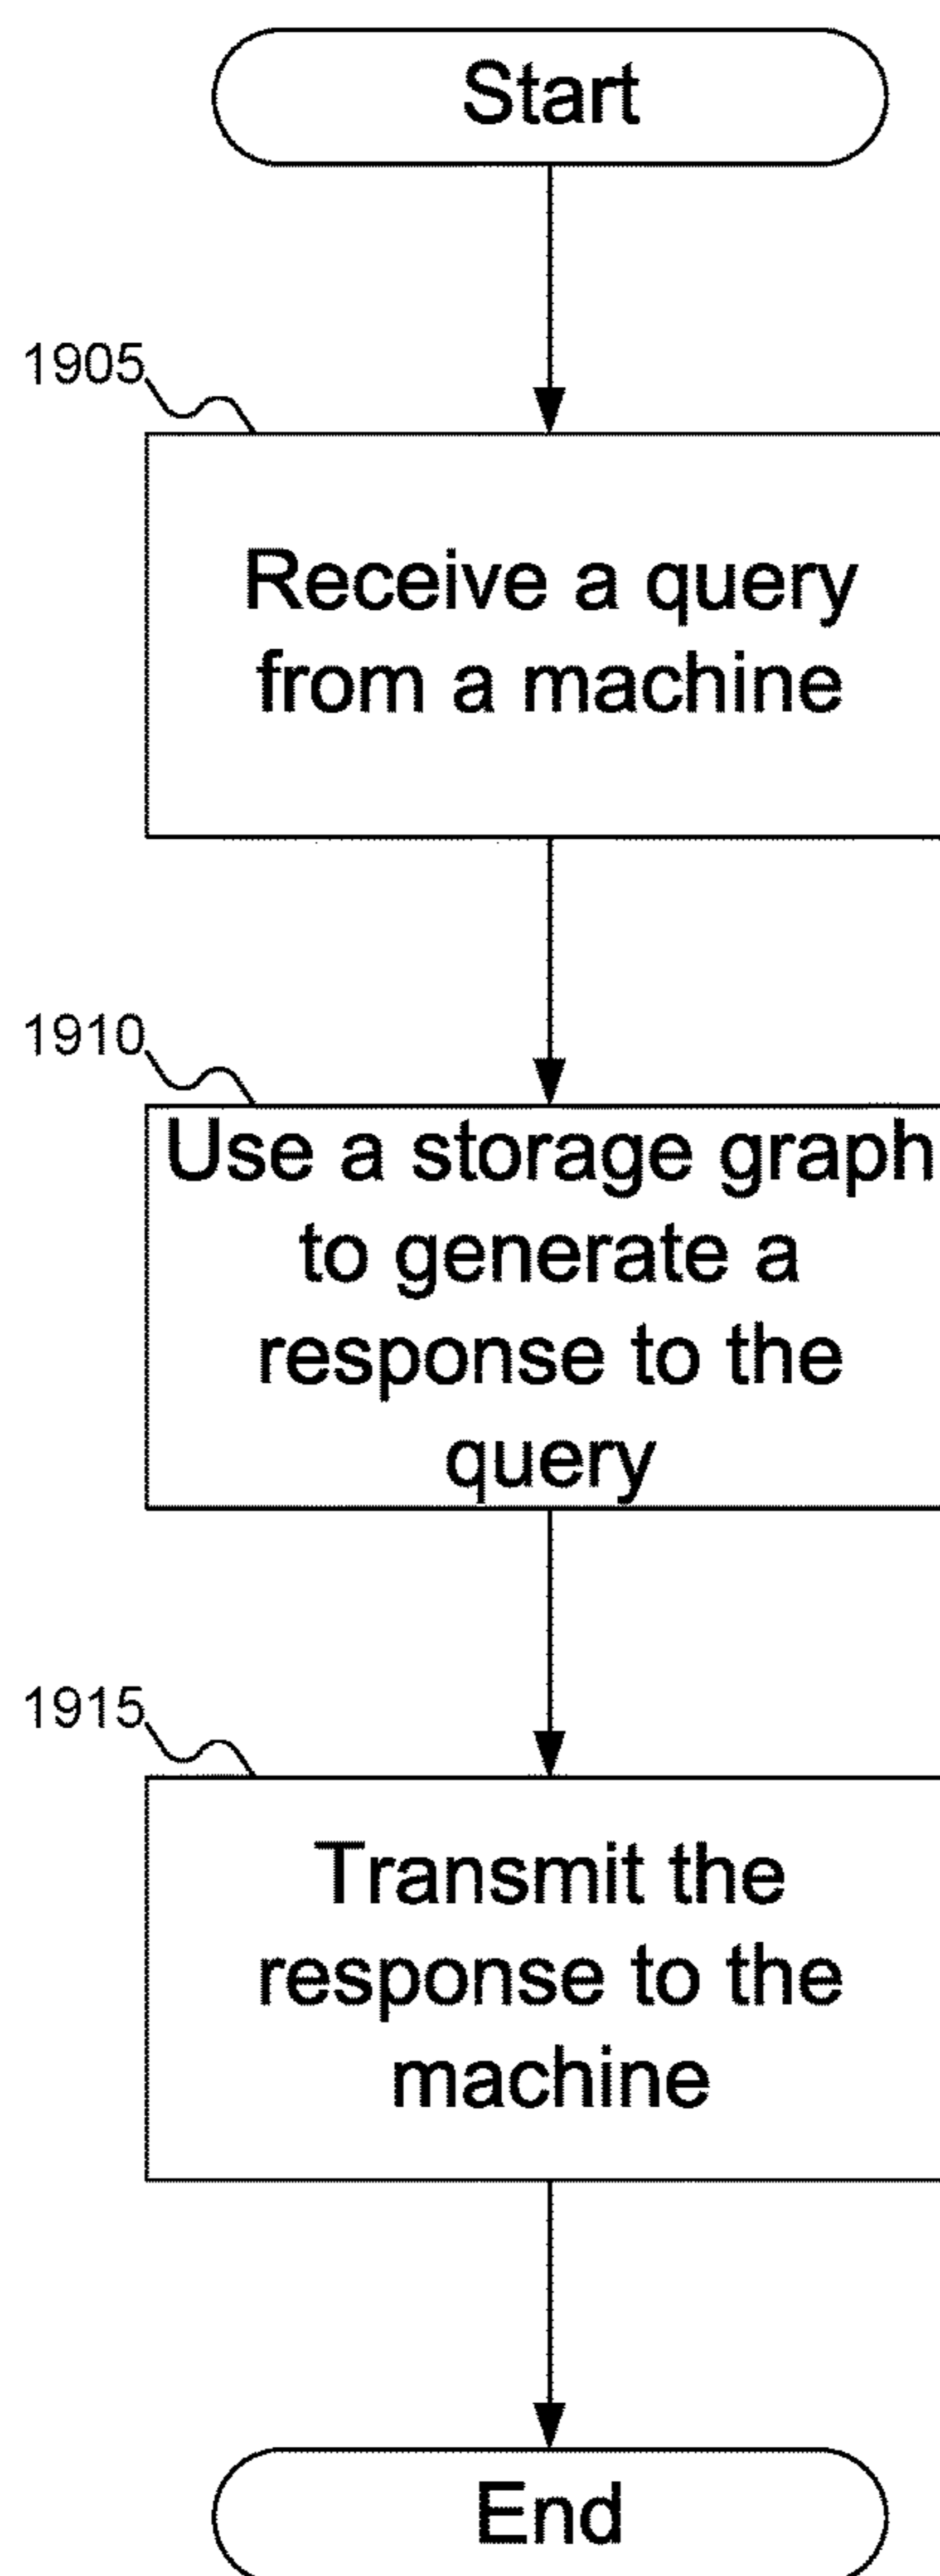 Start
1905
Receive a query
from a machine
1910
Use a storage graph
to generate a
response to the
query
1915
Transmit the
response to the
machine
End